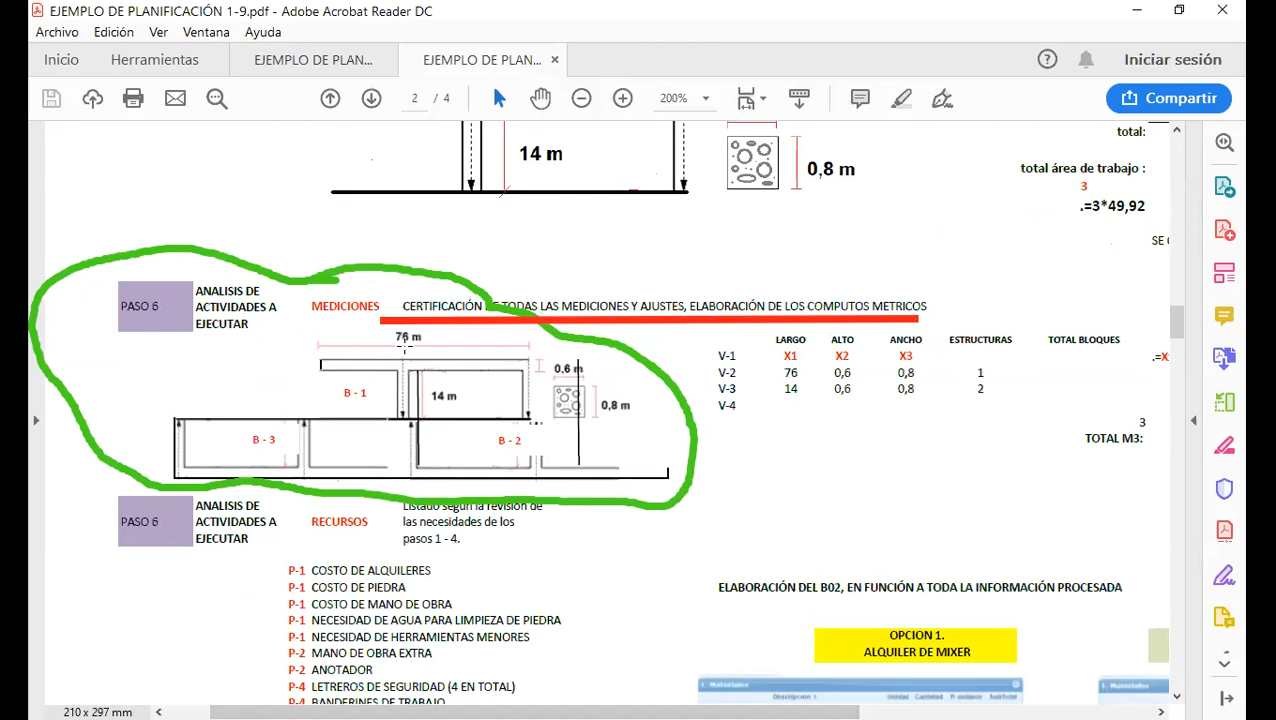 EJEMPLO DE PLANIFICACIÓN 1-9.pdf - Adobe Acrobat Reader DC
Archivo Edición Ver Ventana Ayuda
Inicio Herramientas EJEMPLO DE PLAN... EJEMPLO DE PLAN... ×
Iniciar sesión
2 / 4 200% Compartir
14 m
0,8 m
total:
total área de trabajo :
3
.=3*49,92
SE
PASO 6
ANALISIS DE
ACTIVIDADES A
EJECUTAR
MEDICIONES
CERTIFICACIÓN DE TODAS LAS MEDICIONES Y AJUSTES, ELABORACIÓN DE LOS COMPUTOS METRICOS
76 m
0,6 m
B - 1
14 m
0,8 m
B - 3
B - 2
LARGO ALTO ANCHO ESTRUCTURAS TOTAL BLOQUES
V-1 X1 X2 X3 .=X
V-2 76 0,6 0,8 1
V-3 14 0,6 0,8 2
V-4
3
TOTAL M3:
PASO 6
ANALISIS DE
ACTIVIDADES A
EJECUTAR
RECURSOS
Listado segun la revisión de
las necesidades de los
pasos 1 - 4.
P-1 COSTO DE ALQUILERES
P-1 COSTO DE PIEDRA
P-1 COSTO DE MANO DE OBRA
P-1 NECESIDAD DE AGUA PARA LIMPIEZA DE PIEDRA
P-1 NECESIDAD DE HERRAMIENTAS MENORES
P-2 MANO DE OBRA EXTRA
P-2 ANOTADOR
P-4 LETREROS DE SEGURIDAD (4 EN TOTAL)
P-4 BANDERINES DE TRABAJO
ELABORACIÓN DEL B02, EN FUNCIÓN A TODA LA INFORMACIÓN PROCESADA
OPCION 1.
ALQUILER DE MIXER
Materiales
Cantidad
210 x 297 mm